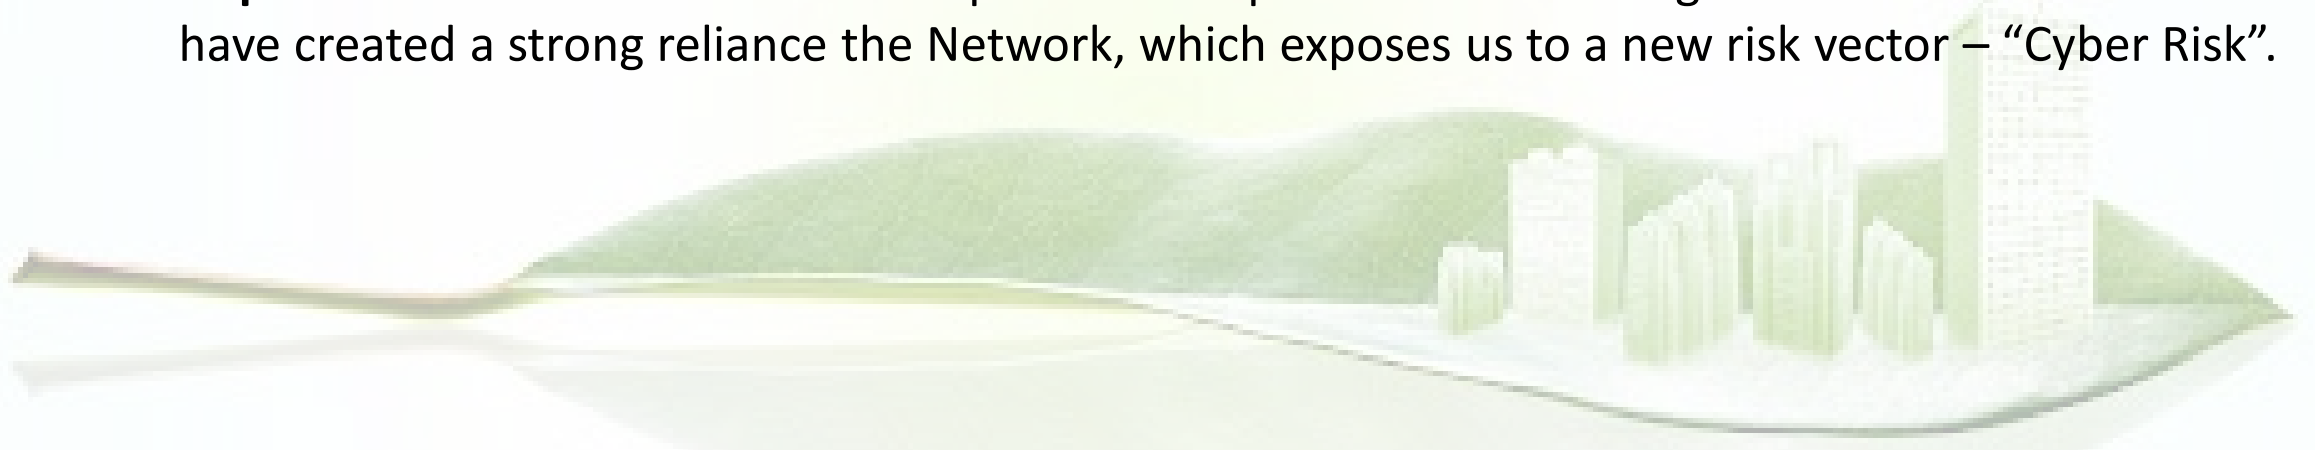 have created a strong reliance the Network, which exposes us to a new risk vector – “Cyber Risk”.